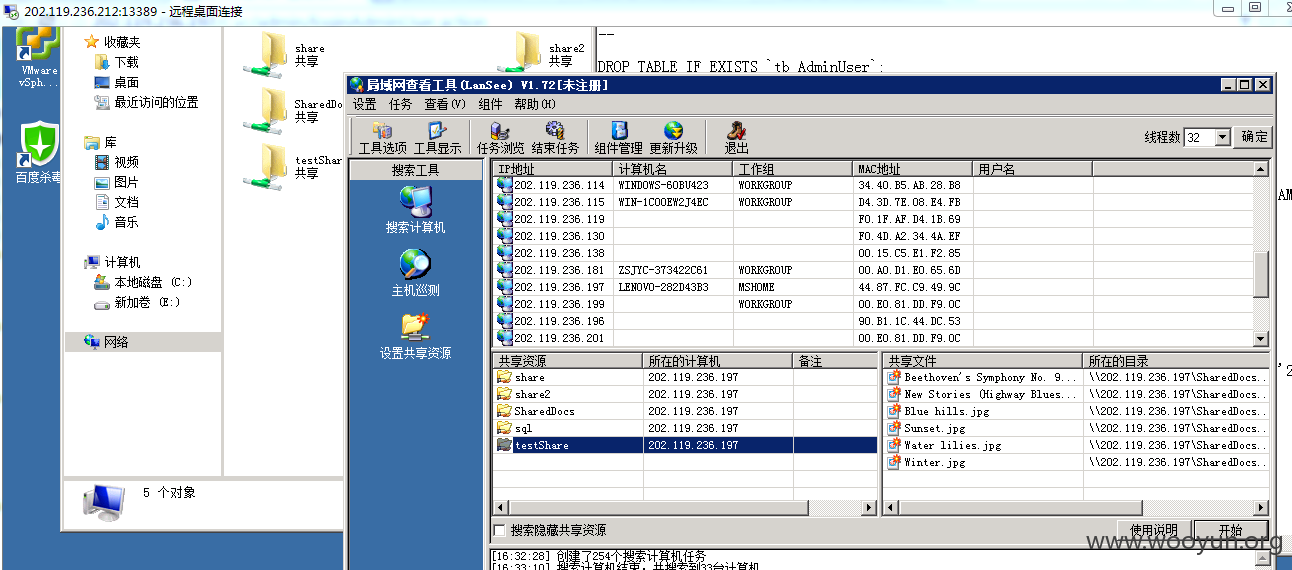 202.119.236.212:13389 - 远程桌面连接
VMware
vSph...
百度杀毒
收藏夹
下载
桌面
最近访问的位置
库
视频
图片
文档
音乐
计算机
本地磁盘 (C:)
新加卷 (E:)
网络
share
共享
share2
共享
SharedDo
共享
testShar
共享
5 个对象
--
DROP TABLE IF EXISTS `tb_AdminUser`;
局域网查看工具(LanSee) V1.72[未注册]
设置 任务 查看(V) 组件 帮助(H)
工具选项 工具显示 任务浏览 结束任务 组件管理 更新升级 退出 线程数 32 确定
搜索工具
搜索计算机
主机巡测
设置共享资源
IP地址 计算机名 工作组 MAC地址 用户名
202.119.236.114 WINDOWS-60BU423 WORKGROUP 34.40.B5.AB.28.B8
202.119.236.115 WIN-1COOEW2J4EC WORKGROUP D4.3D.7E.08.E4.FB
202.119.236.119 F0.1F.AF.D4.1B.69
202.119.236.130 F0.4D.A2.34.4A.EF
202.119.236.138 00.15.C5.E1.F2.85
202.119.236.181 ZSJYC-373422C61 WORKGROUP 00.A0.D1.E0.65.6D
202.119.236.197 LENOVO-282D43B3 MSHOME 44.87.FC.C9.49.9C
202.119.236.199 WORKGROUP 00.E0.81.DD.F9.0C
202.119.236.196 90.B1.1C.44.DC.53
202.119.236.201 00.E0.81.DD.F9.0C
共享资源 所在的计算机 备注
share 202.119.236.197
share2 202.119.236.197
SharedDocs 202.119.236.197
sql 202.119.236.197
testShare 202.119.236.197
共享文件 所在的目录
Beethoven's Symphony No. 9... \\202.119.236.197\SharedDocs..
New Stories (Highway Blues... \\202.119.236.197\SharedDocs..
Blue hills.jpg \\202.119.236.197\SharedDocs..
Sunset.jpg \\202.119.236.197\SharedDocs..
Water lilies.jpg \\202.119.236.197\SharedDocs..
Winter.jpg \\202.119.236.197\SharedDocs..
搜索隐藏共享资源 使用说明 开始
[16:32:28] 创建了254个搜索计算机任务
[16:33:10] 搜索计算机结束，共搜索到33台计算机
AM
'2
www.wooyun.org